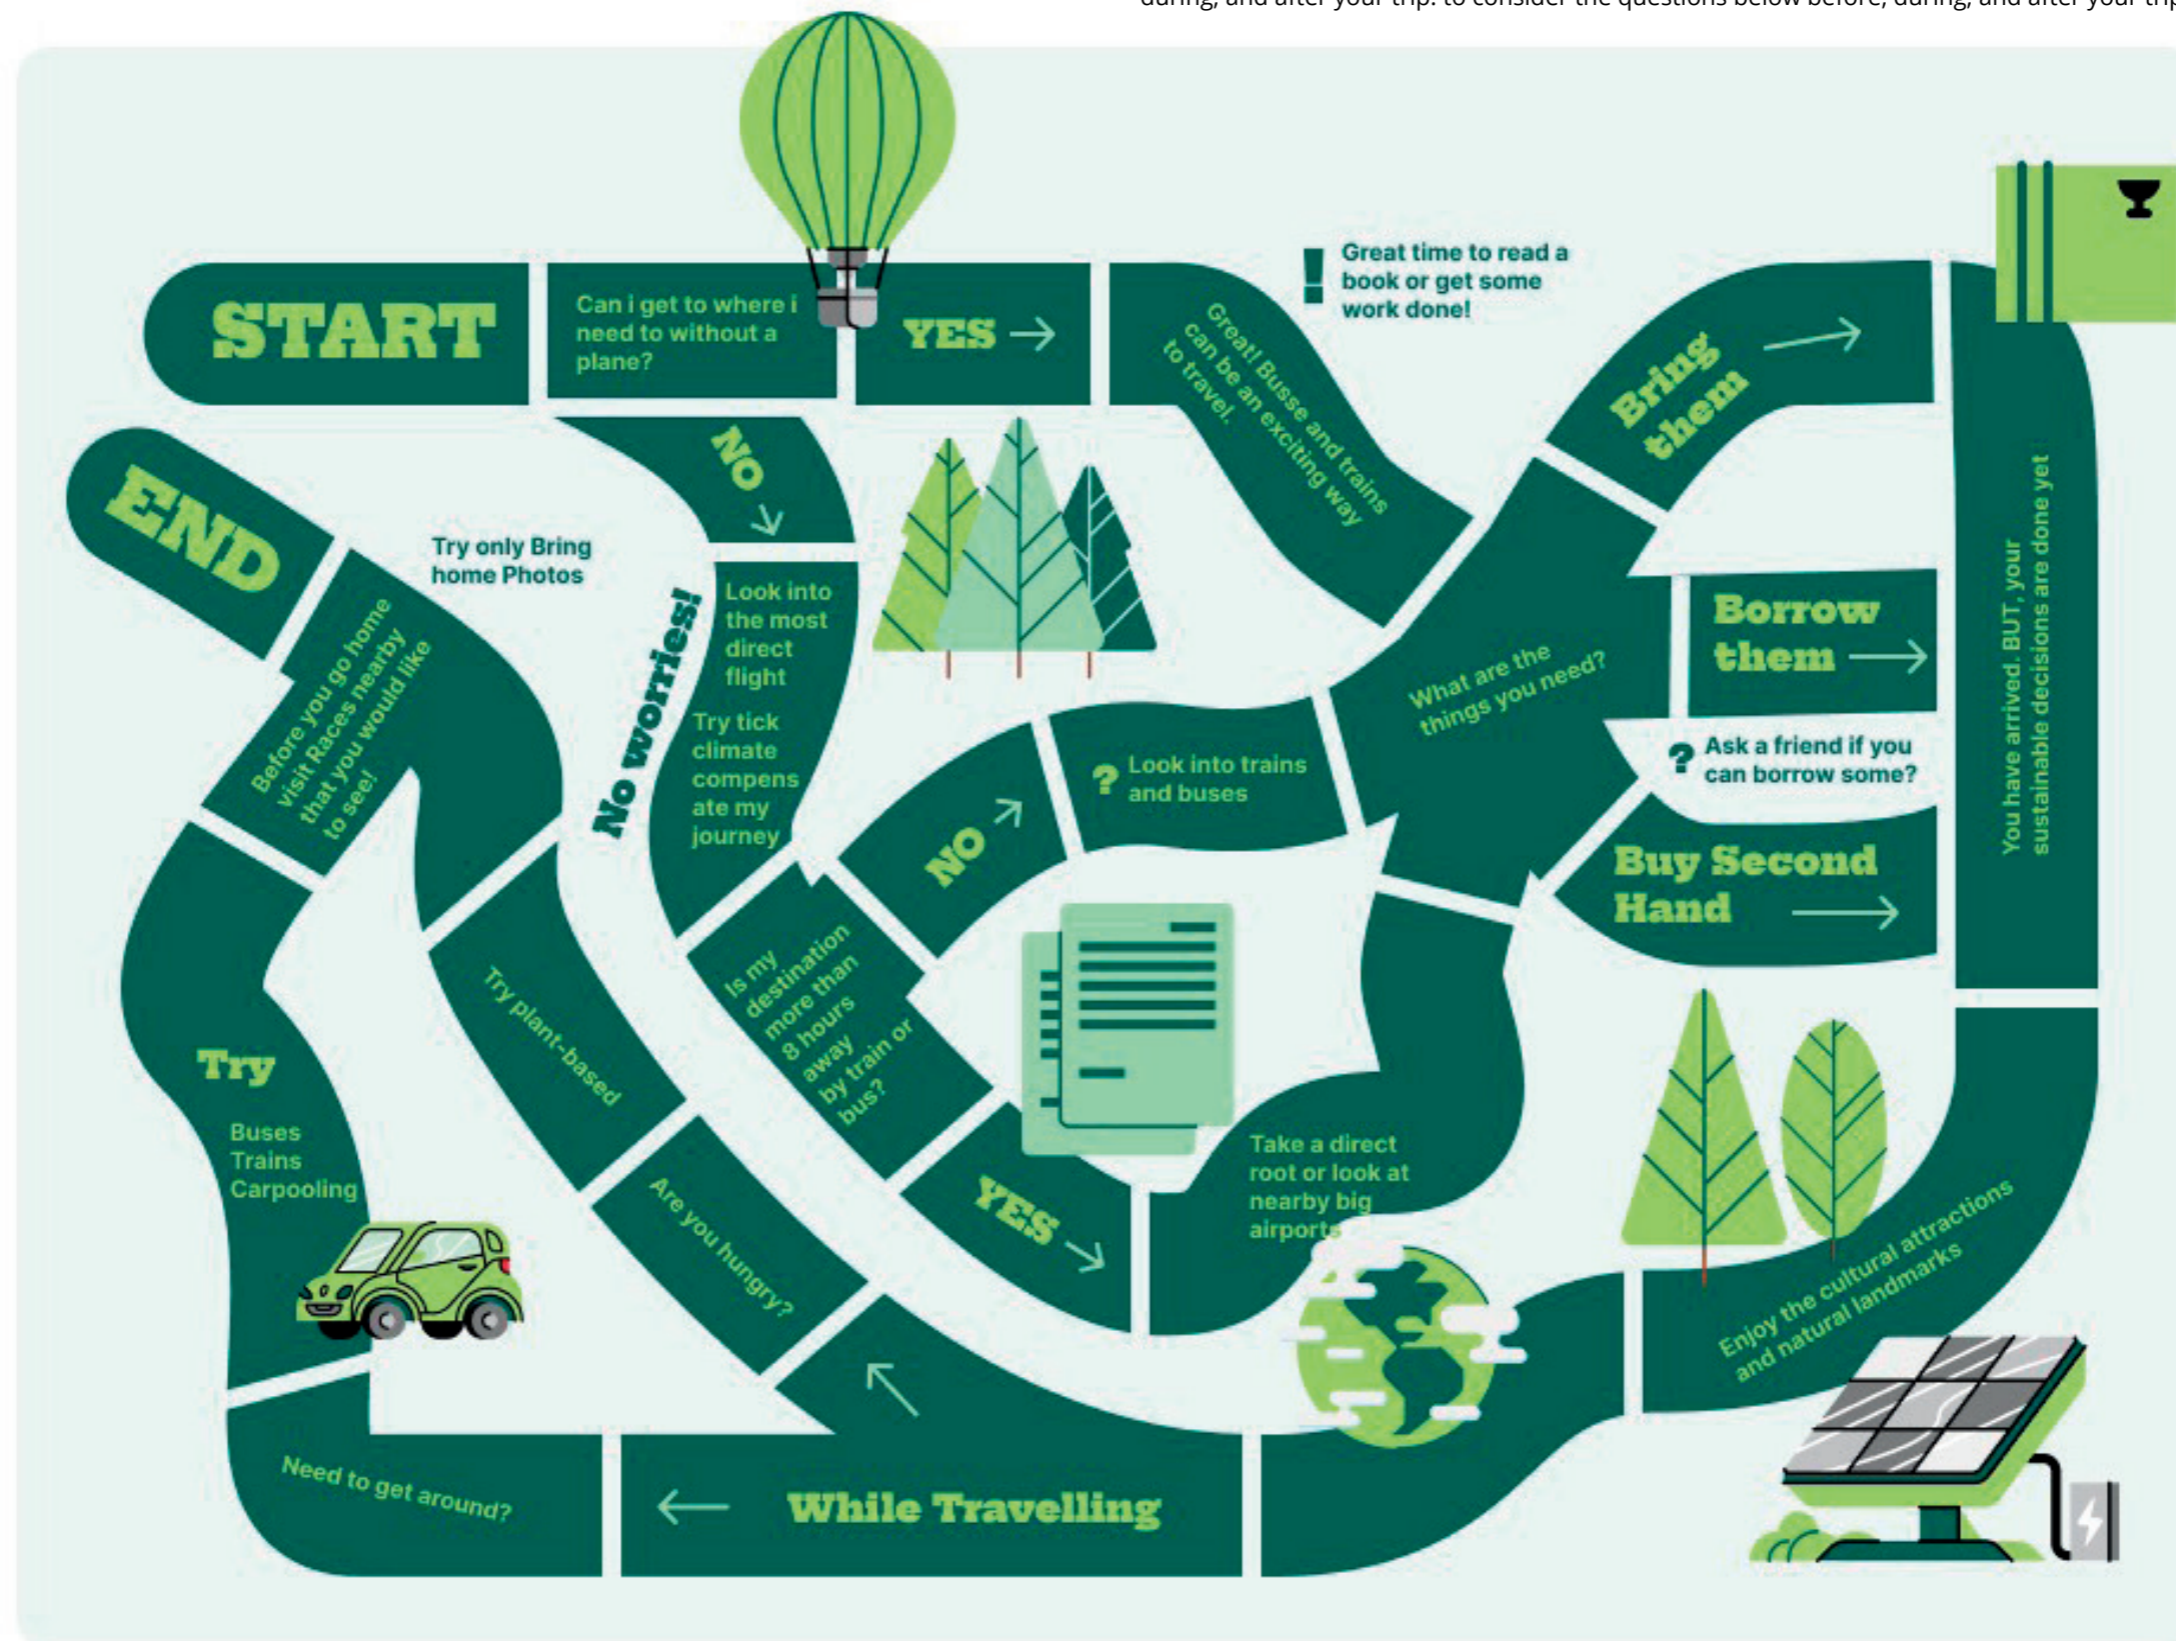 during, and after your trip. to consider the questions below before, during, and after your trip
START
Can i get to where i
need to without a
plane?
YES →
Great! Busse and trains
can be an exciting way
to travel.
! Great time to read a
book or get some
work done!
NO ↓
No worries!
Look into
the most
direct
flight
Try tick
climate
compens
ate my
journey
Is my
destination
more than
8 hours
away
by train or
bus?
NO
? Look into trains
and buses
YES
Take a direct
root or look at
nearby big
airports
What are the
things you need?
Bring
them
Borrow
them →
? Ask a friend if you
can borrow some?
Buy Second
Hand →
You have arrived. BUT, your
sustainable decisions are done yet
Enjoy the cultural attractions
and natural landmarks
← While Travelling
Are you hungry?
Try plant-based
Need to get around?
Try
Buses
Trains
Carpooling
Before you go home
visit Races nearby
that you would like
to see!
Try only Bring
home Photos
END